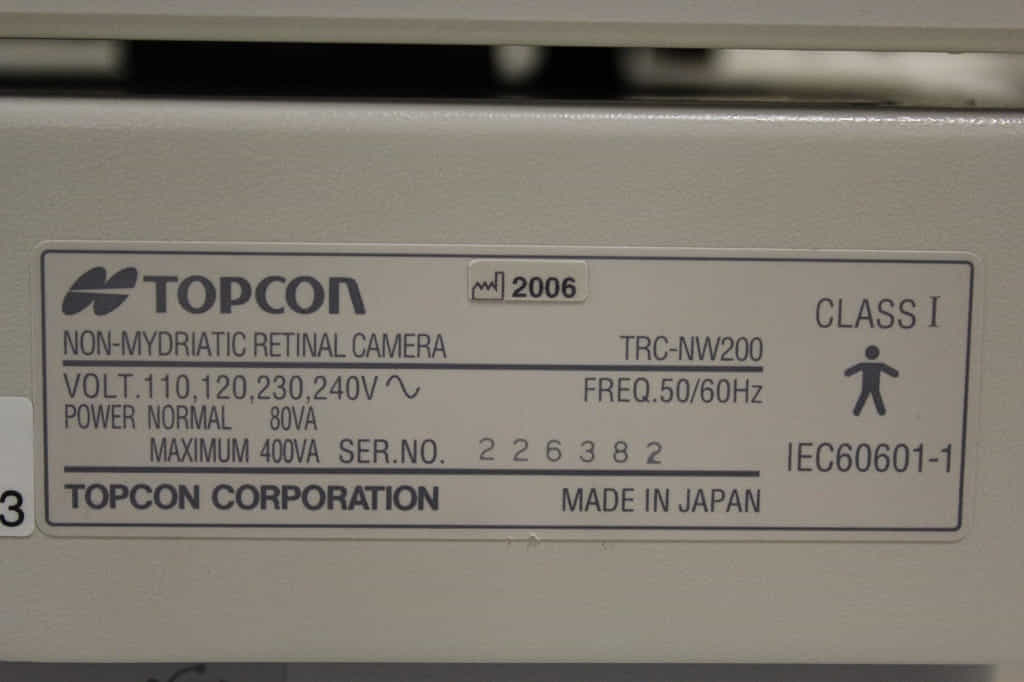 TOPCON
2006
NON-MYDRIATIC RETINAL CAMERA TRC-NW200
VOLT.110,120,230,240V FREQ.50/60Hz
POWER NORMAL 80VA
MAXIMUM 400VA SER.NO. 226382
TOPCON CORPORATION MADE IN JAPAN
CLASS I
IEC60601-1
3